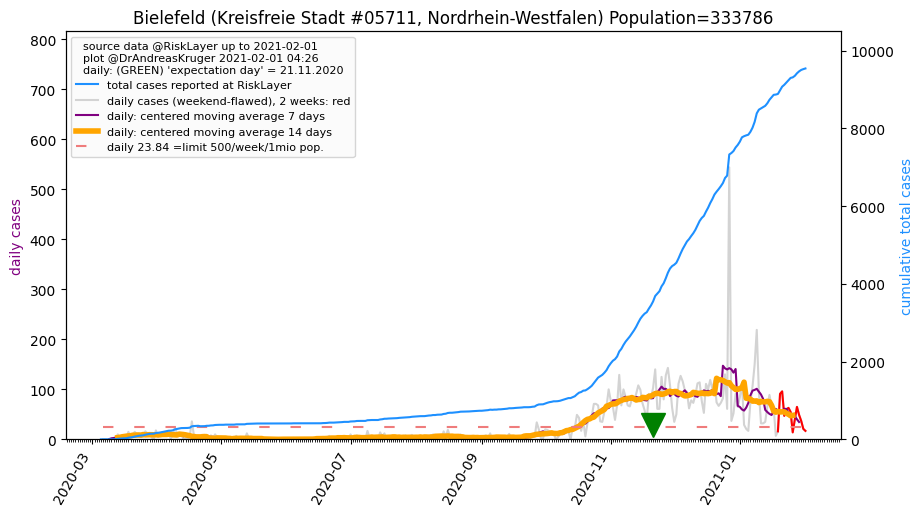 Bielefeld (Kreisfreie Stadt #05711, Nordrhein-Westfalen) Population=333786
source data @RiskLayer up to 2021-02-01
plot @DrAndreasKruger 2021-02-01 04:26
daily: (GREEN) 'expectation day' = 21.11.2020
total cases reported at RiskLayer
daily cases (weekend-flawed), 2 weeks: red
daily: centered moving average 7 days
daily: centered moving average 14 days
daily 23.84 =limit 500/week/1mio pop.
daily cases
800
700
600
500
400
300
200
100
0
cumulative total cases
10000
8000
6000
4000
2000
0
2020-03
2020-05
2020-07
2020-09
2020-11
2021-01